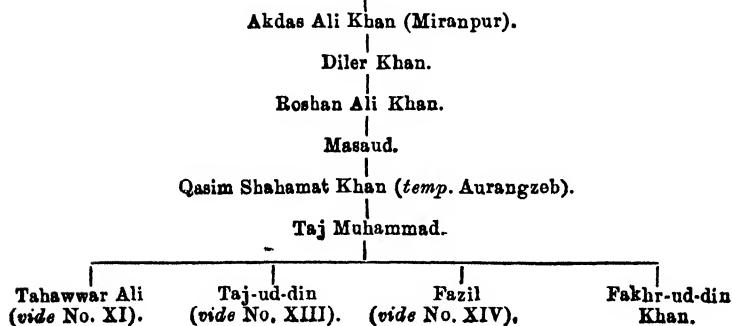 Akdas Ali Khan (Miranpur).
Diler Khan.
Roshan Ali Khan.
Masaud.
Qasim Shahamat Khan (temp. Aurangzeb).
Taj Muhammad.
Tahawwar Ali Taj-ud-din Fazil Fakhr-ud-din
(vide No. XI). (vide No. XIII). (vide No. XIV). Khan.